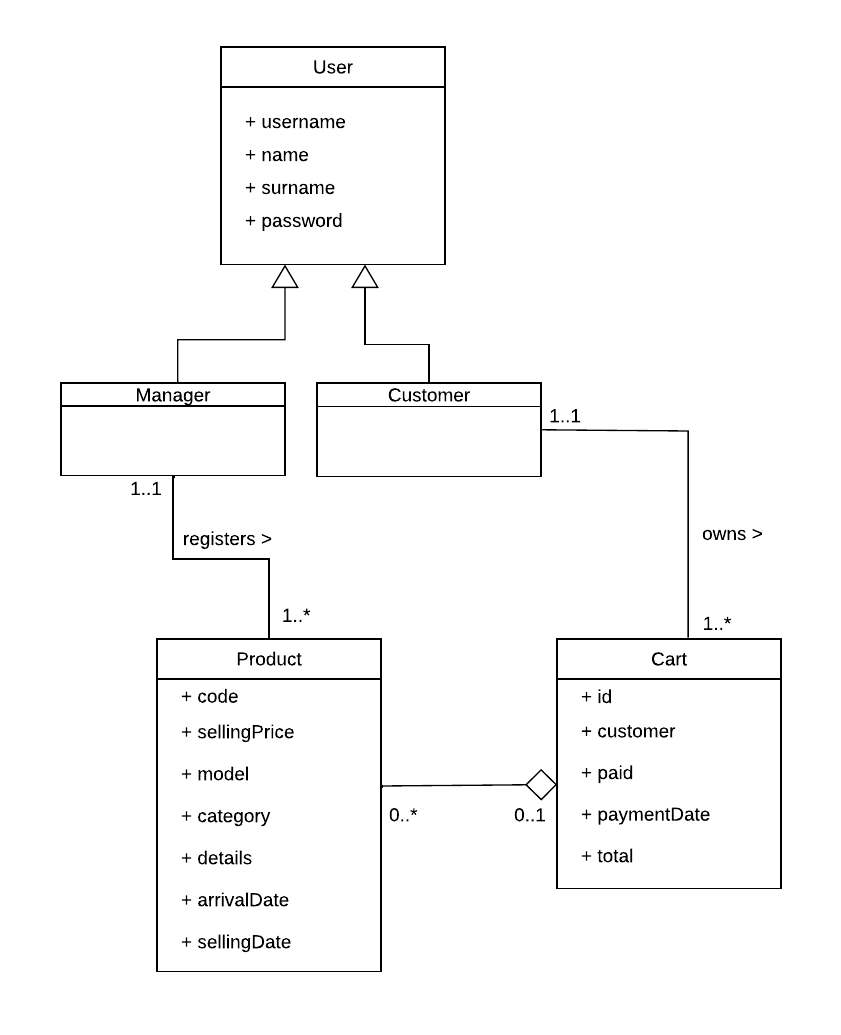 User
+ username
+ name
+ surname
+ password
Manager
Customer
1..1
1..1
registers >
owns >
1..*
1..*
Product
+ code
+ sellingPrice
+ model
+ category
+ details
+ arrivalDate
+ sellingDate
0..*
0..1
Cart
+ id
+ customer
+ paid
+ paymentDate
+ total